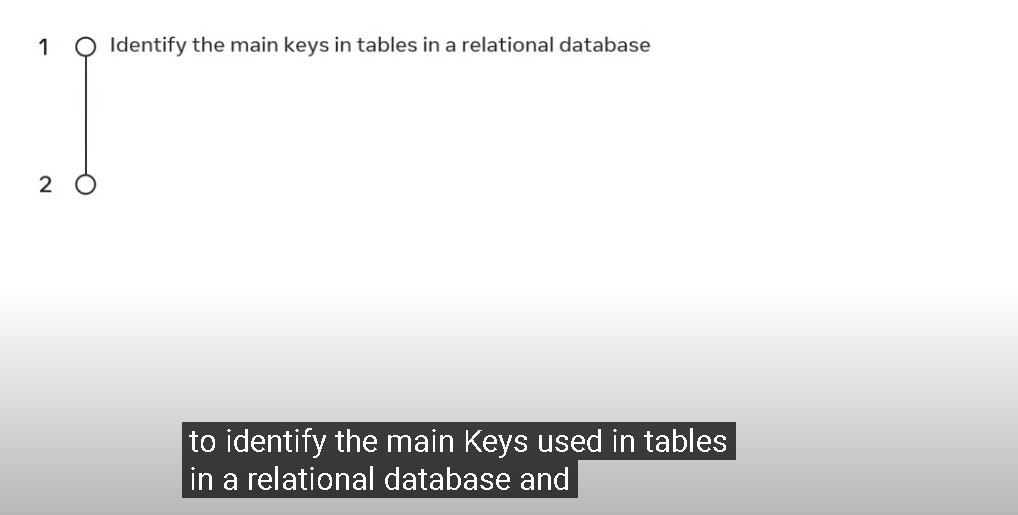 1 Identify the main keys in tables in a relational database
2
to identify the main Keys used in tables
in a relational database and